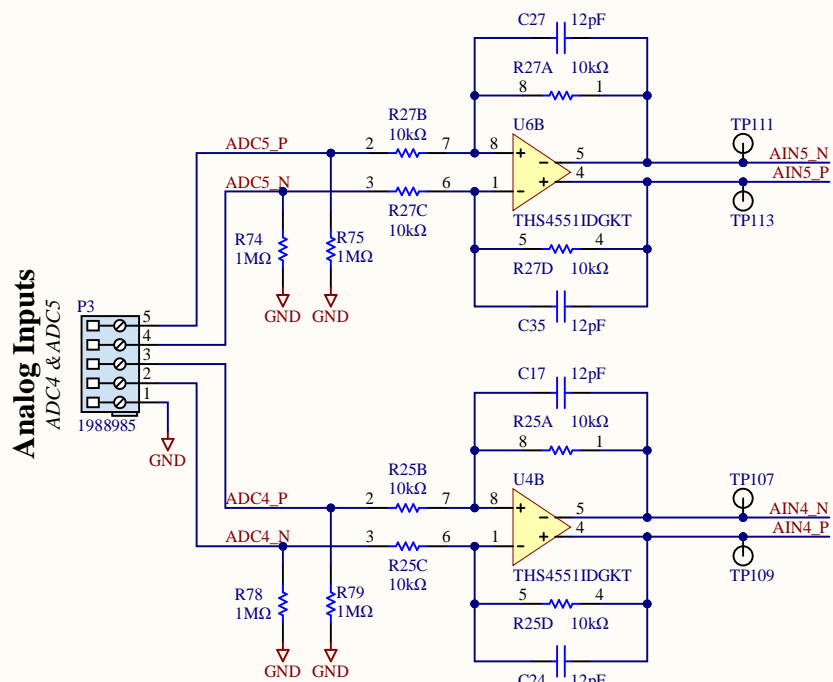 C27 12pF
R27A 10kΩ
8 1
R27B
10kΩ
U6B
TP111
ADC5_P 2 7 8 + − 5 AIN5_N
ADC5_N 3 6 1 − + 4 AIN5_P
R27C
10kΩ
TP113
THS4551IDGKT
R74
1MΩ
R75
1MΩ
5 4
R27D 10kΩ
GND GND
C35 12pF
Analog Inputs
ADC4 & ADC5
P3
5
4
3
2
1
1988985
GND
C17 12pF
R25A 10kΩ
8 1
R25B
10kΩ
U4B
TP107
ADC4_P 2 7 8 + − 5 AIN4_N
ADC4_N 3 6 1 − + 4 AIN4_P
R25C
10kΩ
TP109
THS4551IDGKT
R78
1MΩ
R79
1MΩ
5 4
R25D 10kΩ
GND GND
C24 12pF